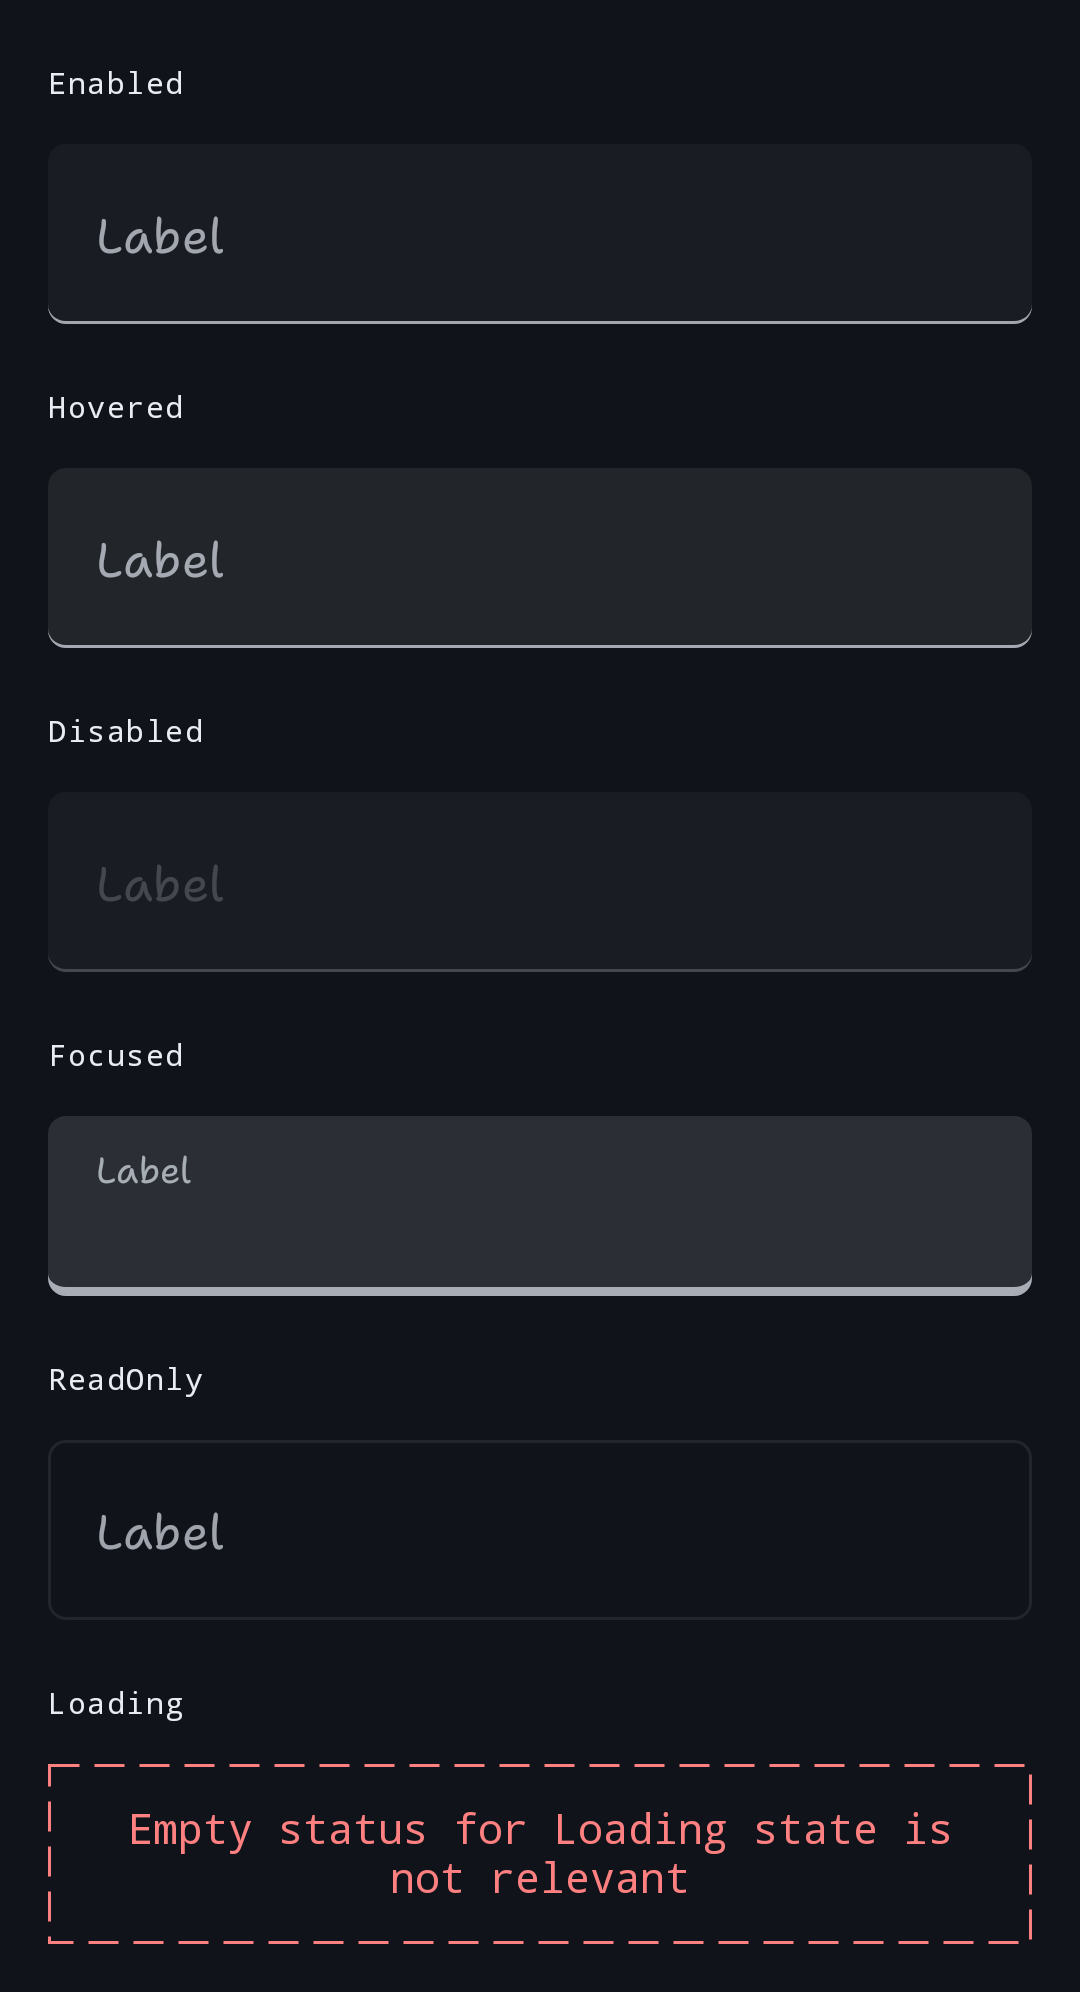 Enabled
Label
Hovered
Label
Disabled
Label
Focused
Label
ReadOnly
Label
Loading
Empty status for Loading state is
not relevant